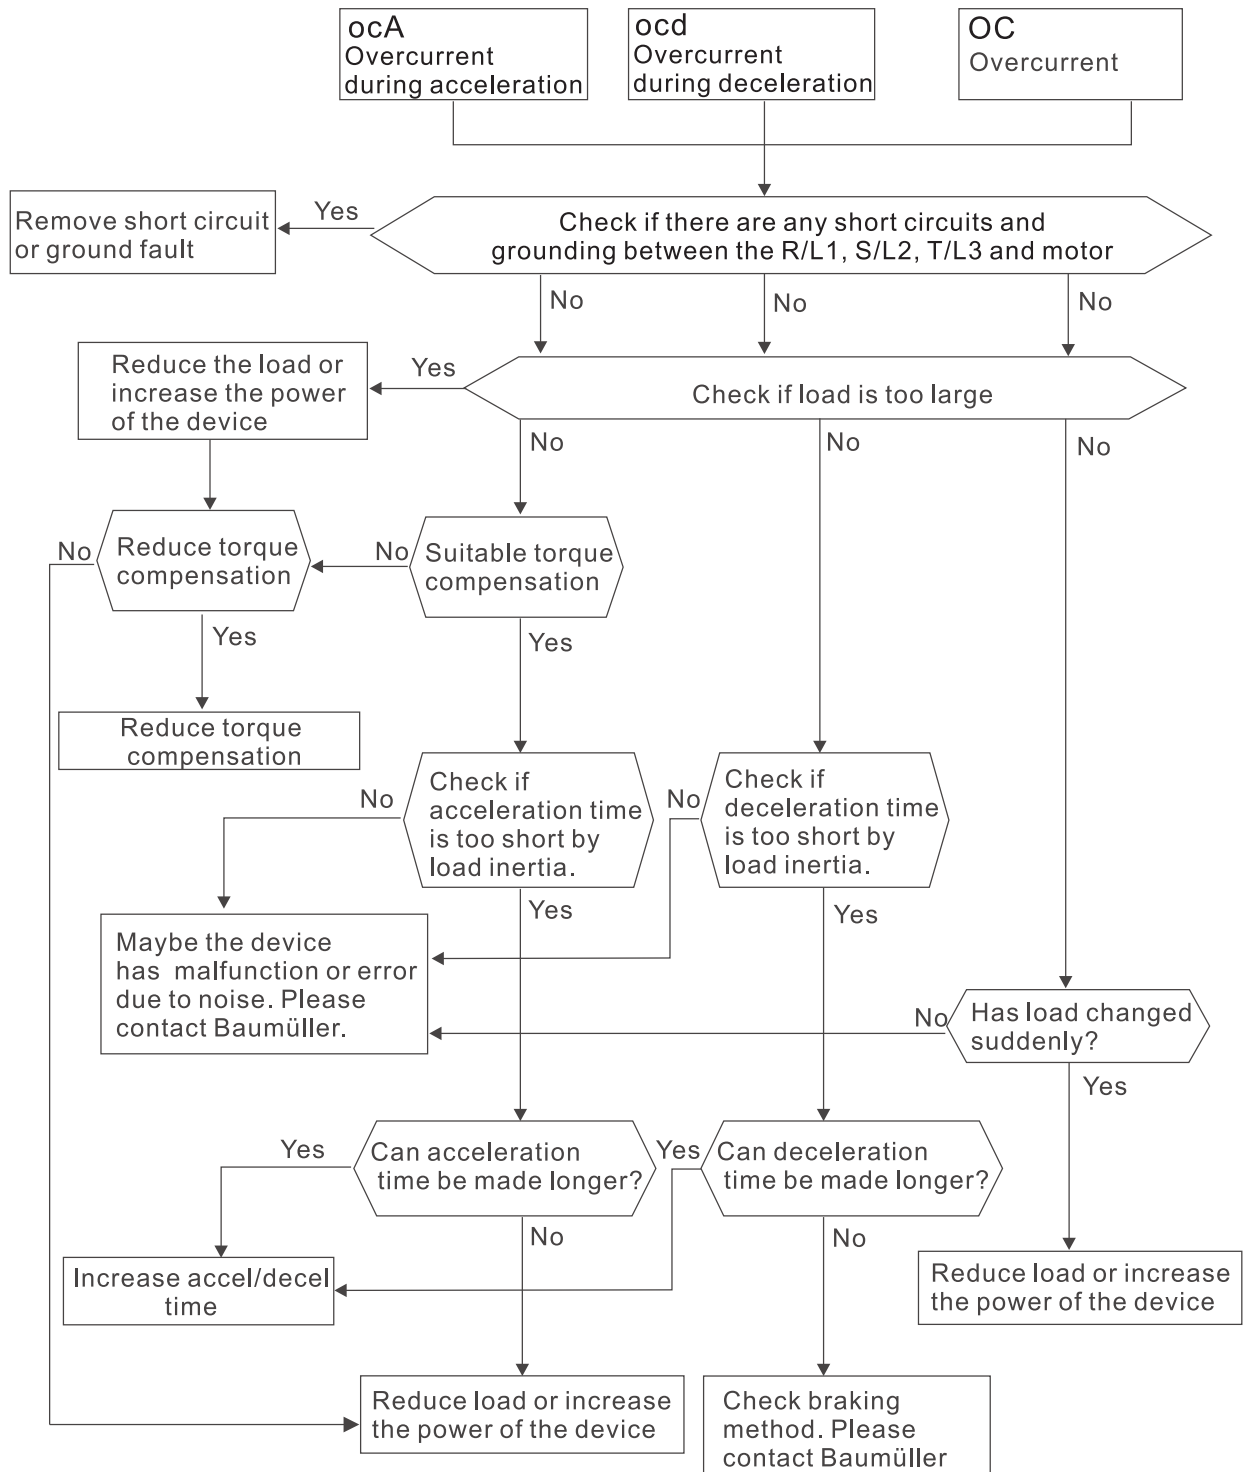 ocA
Overcurrent
during acceleration
ocd
Overcurrent
during deceleration
OC
Overcurrent
Remove short circuit
or ground fault
Yes
Check if there are any short circuits and
grounding between the R/L1, S/L2, T/L3 and motor
No
No
No
Reduce the load or
increase the power
of the device
Yes
Check if load is too large
No
No
No
No
Reduce torque
compensation
No
Suitable torque
compensation
Yes
Yes
Reduce torque
compensation
No
Check if
acceleration time
is too short by
load inertia.
No
Check if
deceleration time
is too short by
load inertia.
Yes
Yes
Maybe the device
has malfunction or error
due to noise. Please
contact Baumüller.
No
Has load changed
suddenly?
Yes
Yes
Can acceleration
time be made longer?
Yes
Can deceleration
time be made longer?
No
No
Increase accel/decel
time
Reduce load or increase
the power of the device
Reduce load or increase
the power of the device
Check braking
method. Please
contact Baumüller